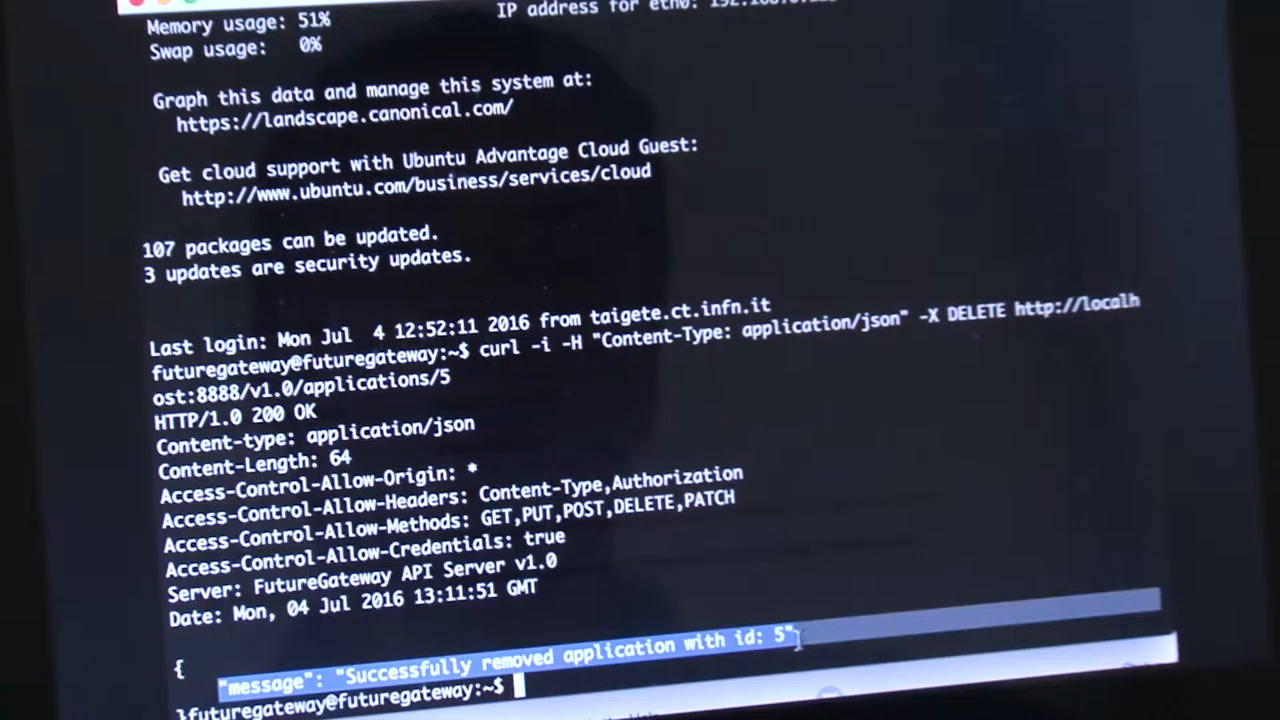 Memory usage: 51%
IP address for eth0:
Swap usage: 0%
Graph this data and manage this system at:
https://landscape.canonical.com/
Get cloud support with Ubuntu Advantage Cloud Guest:
http://www.ubuntu.com/business/services/cloud
107 packages can be updated.
3 updates are security updates.
Last login: Mon Jul 4 12:52:11 2016 from taigete.ct.infn.it
futuregateway@futuregateway:~$ curl -i -H "Content-Type: application/json" -X DELETE http://localh
ost:8888/v1.0/applications/5
HTTP/1.0 200 OK
Content-type: application/json
Content-Length: 64
Access-Control-Allow-Origin: *
Access-Control-Allow-Headers: Content-Type,Authorization
Access-Control-Allow-Methods: GET,PUT,POST,DELETE,PATCH
Access-Control-Allow-Credentials: true
Server: FutureGateway API Server v1.0
Date: Mon, 04 Jul 2016 13:11:51 GMT
{
"message": "Successfully removed application with id: 5"
}futuregateway@futuregateway:~$